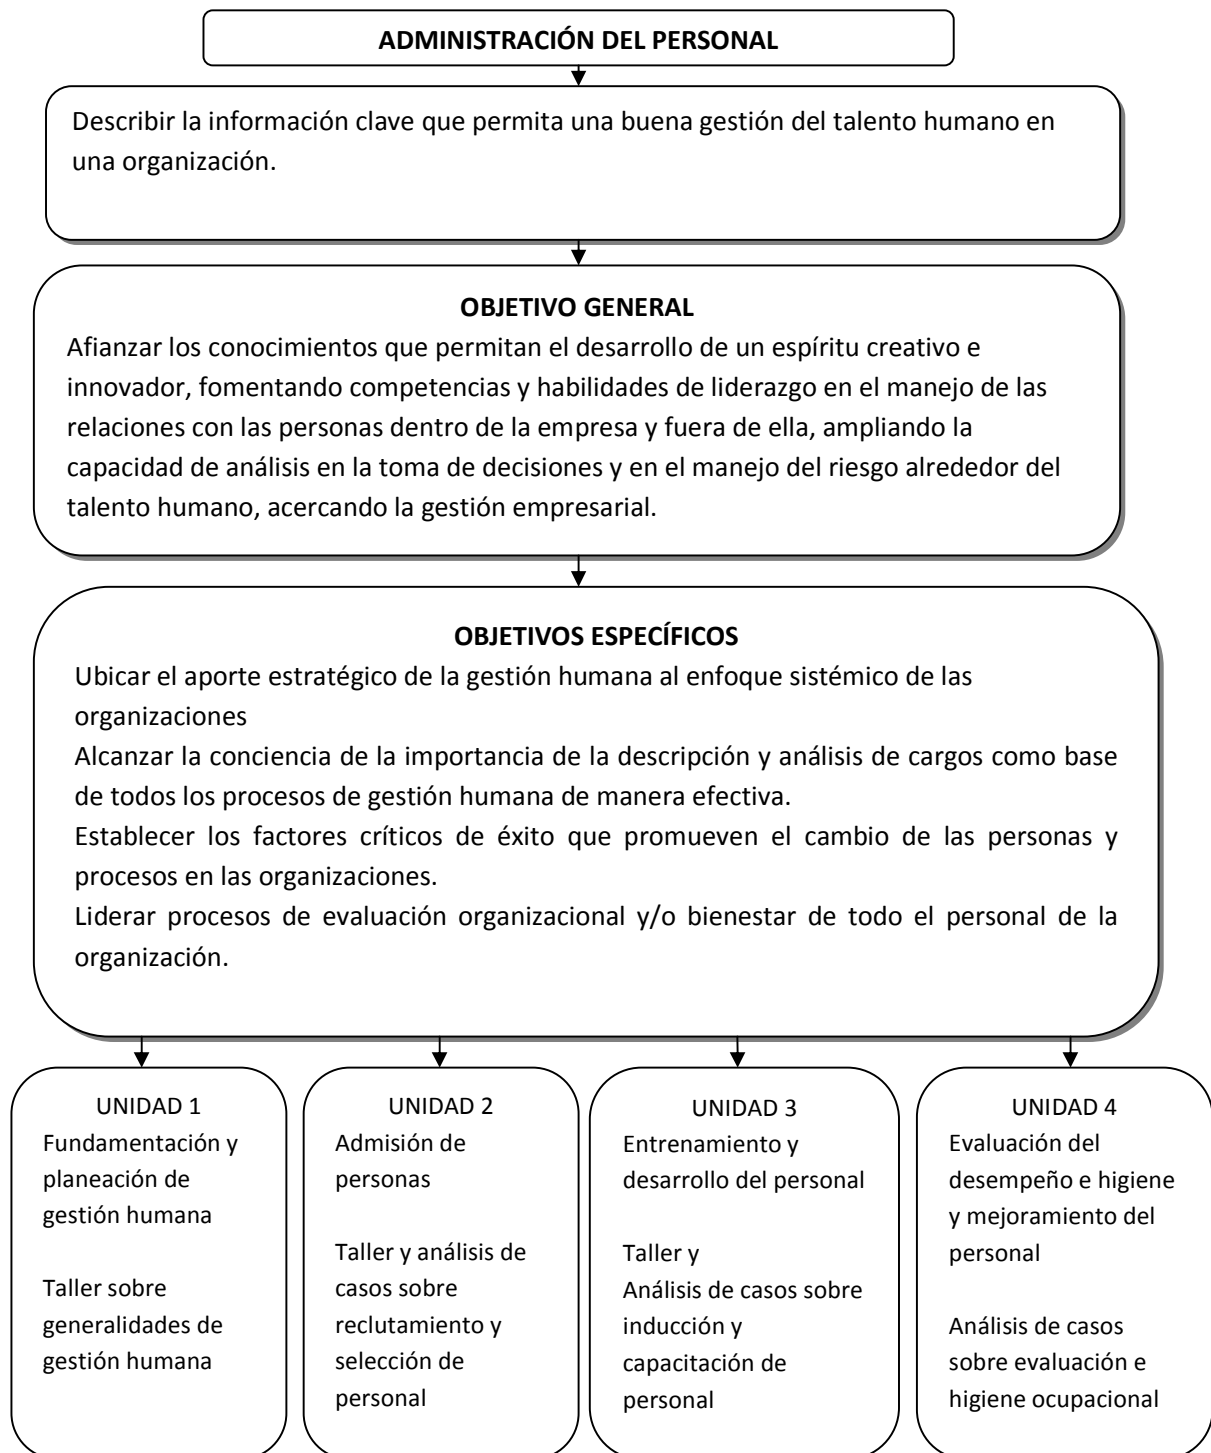 ADMINISTRACIÓN DEL PERSONAL
Describir la información clave que permita una buena gestión del talento humano en
una organización.
OBJETIVO GENERAL
Afianzar los conocimientos que permitan el desarrollo de un espíritu creativo e
innovador, fomentando competencias y habilidades de liderazgo en el manejo de las
relaciones con las personas dentro de la empresa y fuera de ella, ampliando la
capacidad de análisis en la toma de decisiones y en el manejo del riesgo alrededor del
talento humano, acercando la gestión empresarial.
OBJETIVOS ESPECÍFICOS
Ubicar el aporte estratégico de la gestión humana al enfoque sistémico de las
organizaciones
Alcanzar la conciencia de la importancia de la descripción y análisis de cargos como base
de todos los procesos de gestión humana de manera efectiva.
Establecer los factores críticos de éxito que promueven el cambio de las personas y
procesos en las organizaciones.
Liderar procesos de evaluación organizacional y/o bienestar de todo el personal de la
organización.
UNIDAD 1
Fundamentación y
planeación de
gestión humana
Taller sobre
generalidades de
gestión humana
UNIDAD 2
Admisión de
personas
Taller y análisis de
casos sobre
reclutamiento y
selección de
personal
UNIDAD 3
Entrenamiento y
desarrollo del personal
Taller y
Análisis de casos sobre
inducción y
capacitación de
personal
UNIDAD 4
Evaluación del
desempeño e higiene
y mejoramiento del
personal
Análisis de casos
sobre evaluación e
higiene ocupacional